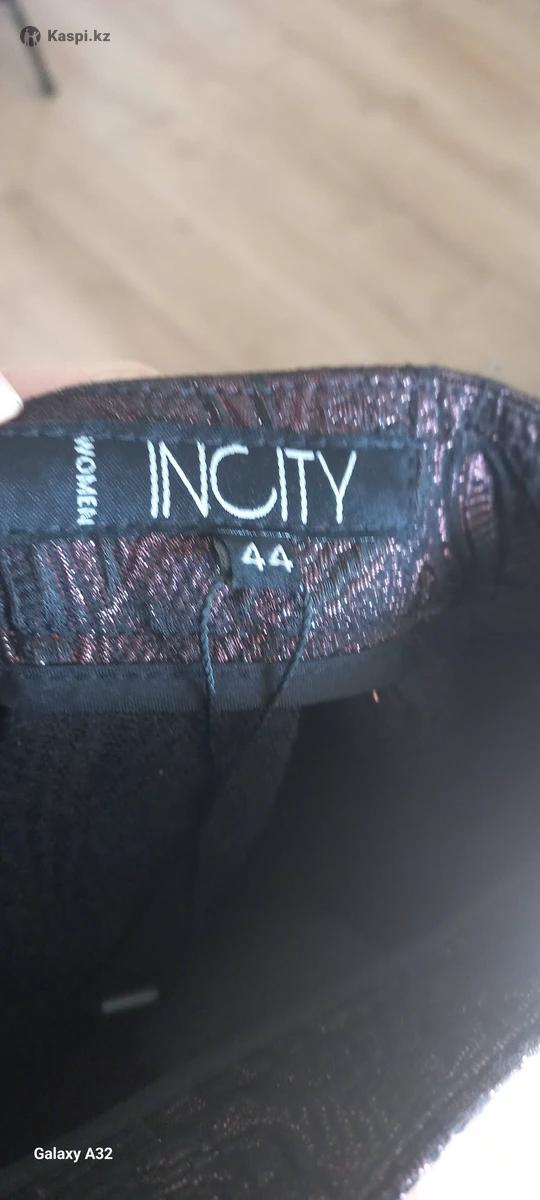 Kaspi.kz
WOMEN
INCITY
44
Galaxy A32